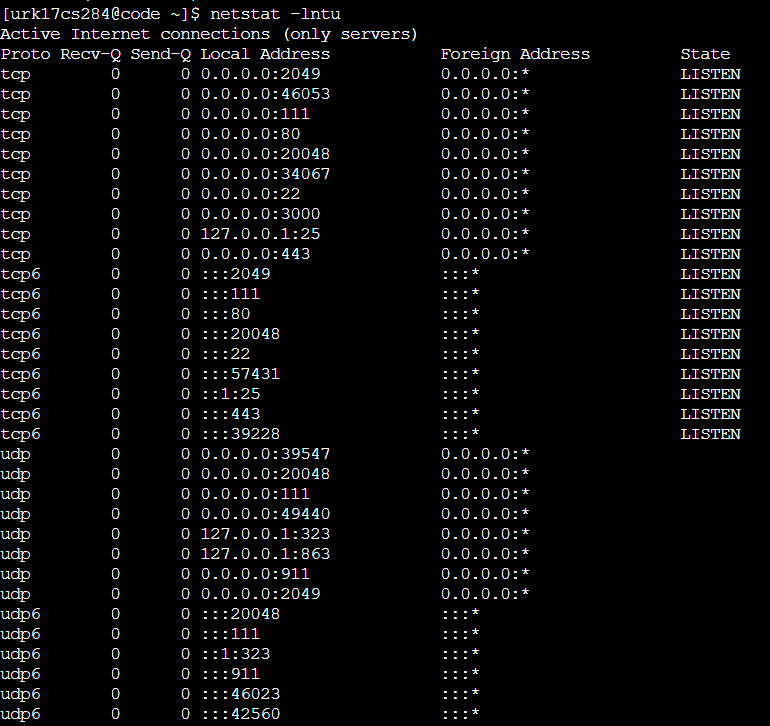 [urk17cs284@code ~]$ netstat -lntu
Active Internet connections (only servers)
Proto Recv-Q Send-Q Local Address           Foreign Address         State
tcp        0      0 0.0.0.0:2049            0.0.0.0:*               LISTEN
tcp        0      0 0.0.0.0:46053           0.0.0.0:*               LISTEN
tcp        0      0 0.0.0.0:111             0.0.0.0:*               LISTEN
tcp        0      0 0.0.0.0:80              0.0.0.0:*               LISTEN
tcp        0      0 0.0.0.0:20048           0.0.0.0:*               LISTEN
tcp        0      0 0.0.0.0:34067           0.0.0.0:*               LISTEN
tcp        0      0 0.0.0.0:22              0.0.0.0:*               LISTEN
tcp        0      0 0.0.0.0:3000            0.0.0.0:*               LISTEN
tcp        0      0 127.0.0.1:25            0.0.0.0:*               LISTEN
tcp        0      0 0.0.0.0:443             0.0.0.0:*               LISTEN
tcp6       0      0 :::2049                 :::*                    LISTEN
tcp6       0      0 :::111                  :::*                    LISTEN
tcp6       0      0 :::80                   :::*                    LISTEN
tcp6       0      0 :::20048                :::*                    LISTEN
tcp6       0      0 :::22                   :::*                    LISTEN
tcp6       0      0 :::57431                :::*                    LISTEN
tcp6       0      0 ::1:25                  :::*                    LISTEN
tcp6       0      0 :::443                  :::*                    LISTEN
tcp6       0      0 :::39228                :::*                    LISTEN
udp        0      0 0.0.0.0:39547           0.0.0.0:*
udp        0      0 0.0.0.0:20048           0.0.0.0:*
udp        0      0 0.0.0.0:111             0.0.0.0:*
udp        0      0 0.0.0.0:49440           0.0.0.0:*
udp        0      0 127.0.0.1:323           0.0.0.0:*
udp        0      0 127.0.0.1:863           0.0.0.0:*
udp        0      0 0.0.0.0:911             0.0.0.0:*
udp        0      0 0.0.0.0:2049            0.0.0.0:*
udp6       0      0 :::20048                :::*
udp6       0      0 :::111                  :::*
udp6       0      0 ::1:323                 :::*
udp6       0      0 :::911                  :::*
udp6       0      0 :::46023                :::*
udp6       0      0 :::42560                :::*